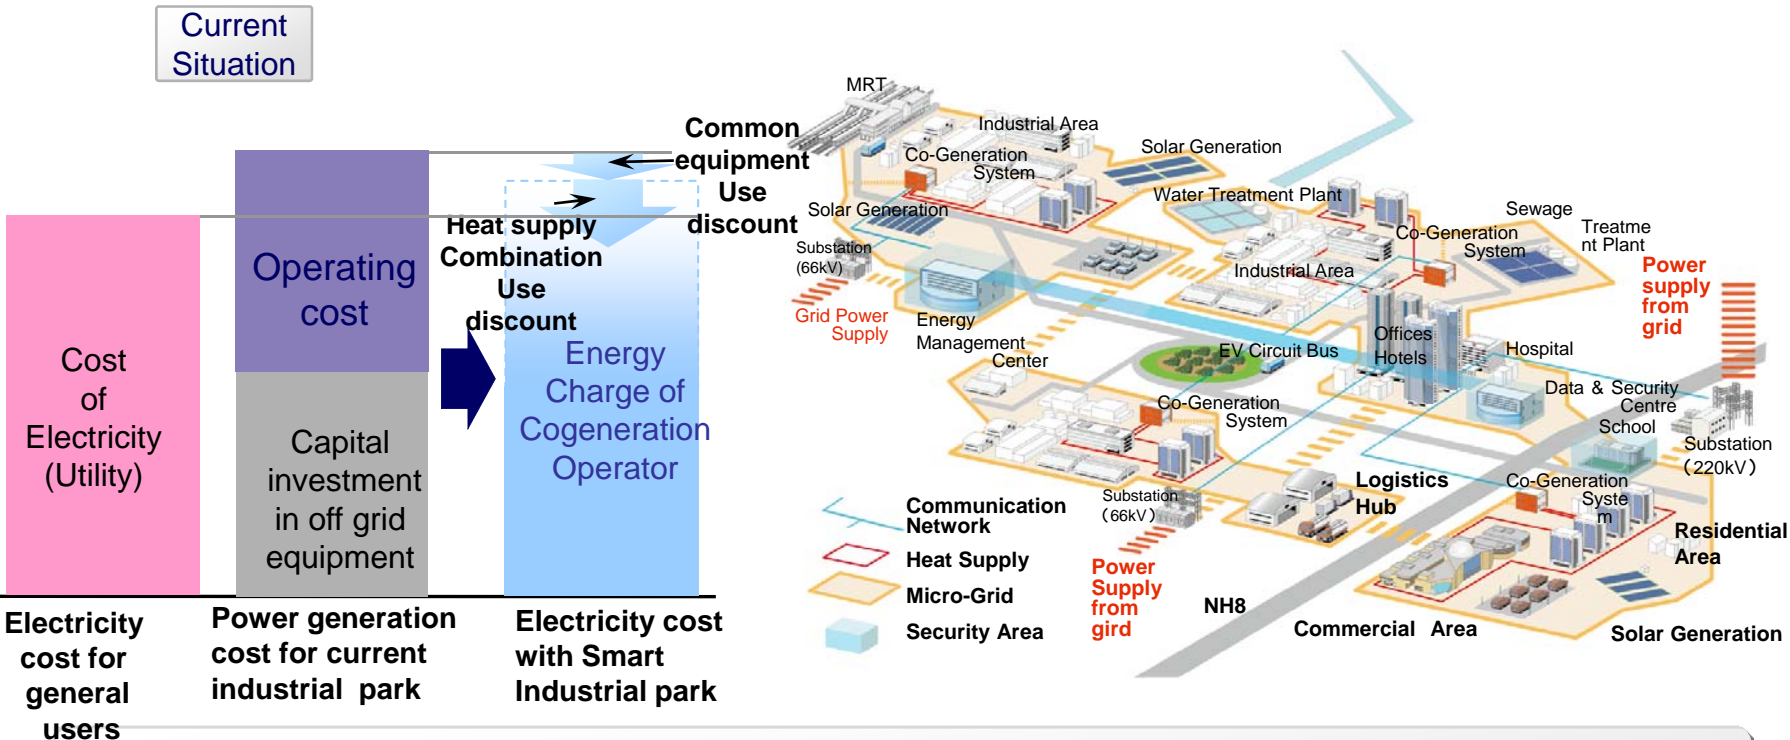 Current
Situation
Cost
of
Electricity
(Utility)
Operating
cost
Capital
investment
in off grid
equipment
Common
equipment
Use
discount
Heat supply
Combination
Use
discount
Energy
Charge of
Cogeneration
Operator
Electricity
cost for
general
users
Power generation
cost for current
industrial park
Electricity cost
with Smart
Industrial park
MRT
Industrial Area
Co-Generation
System
Solar Generation
Solar Generation
Water Treatment Plant
Sewage
Treatme
nt Plant
Co-Generation
System
Substation
(66kV)
Industrial Area
Power
supply
from
grid
Grid Power
Supply
Energy
Management
Center
EV Circuit Bus
Offices
Hotels
Hospital
Data & Security
Centre
School
Co-Generation
System
Substation
(220kV)
Substation
(66kV)
Logistics
Hub
Co-Generation
Syste
m
Residential
Area
Communication
Network
Heat Supply
Micro-Grid
Security Area
Power
Supply
from
gird
NH8
Commercial Area
Solar Generation